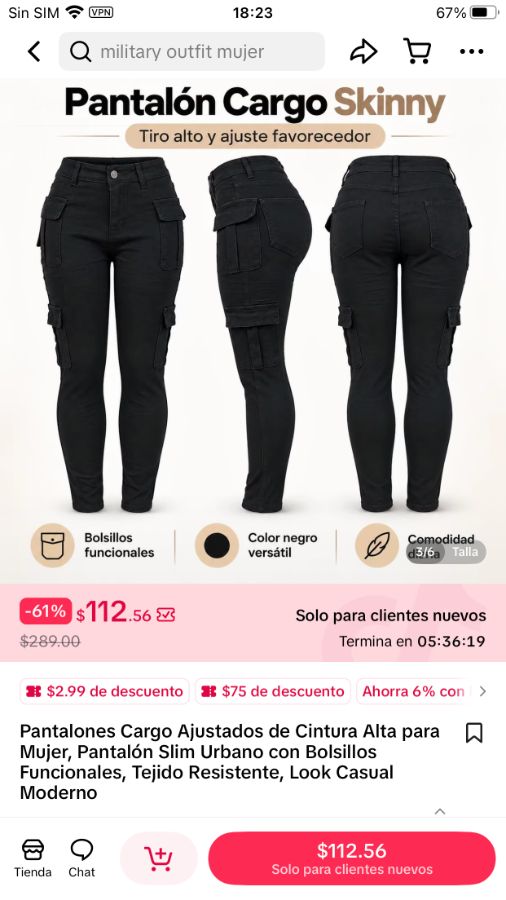 Sin SIM VPN 18:23 67%
military outfit mujer
Pantalón Cargo Skinny
Tiro alto y ajuste favorecedor
Bolsillos funcionales
Color negro versátil
Comodidad
3/6 Talla
-61% $112.56
$289.00
Solo para clientes nuevos
Termina en 05:36:19
$2.99 de descuento
$75 de descuento
Ahorra 6% con
Pantalones Cargo Ajustados de Cintura Alta para
Mujer, Pantalón Slim Urbano con Bolsillos
Funcionales, Tejido Resistente, Look Casual
Moderno
Tienda
Chat
$112.56
Solo para clientes nuevos